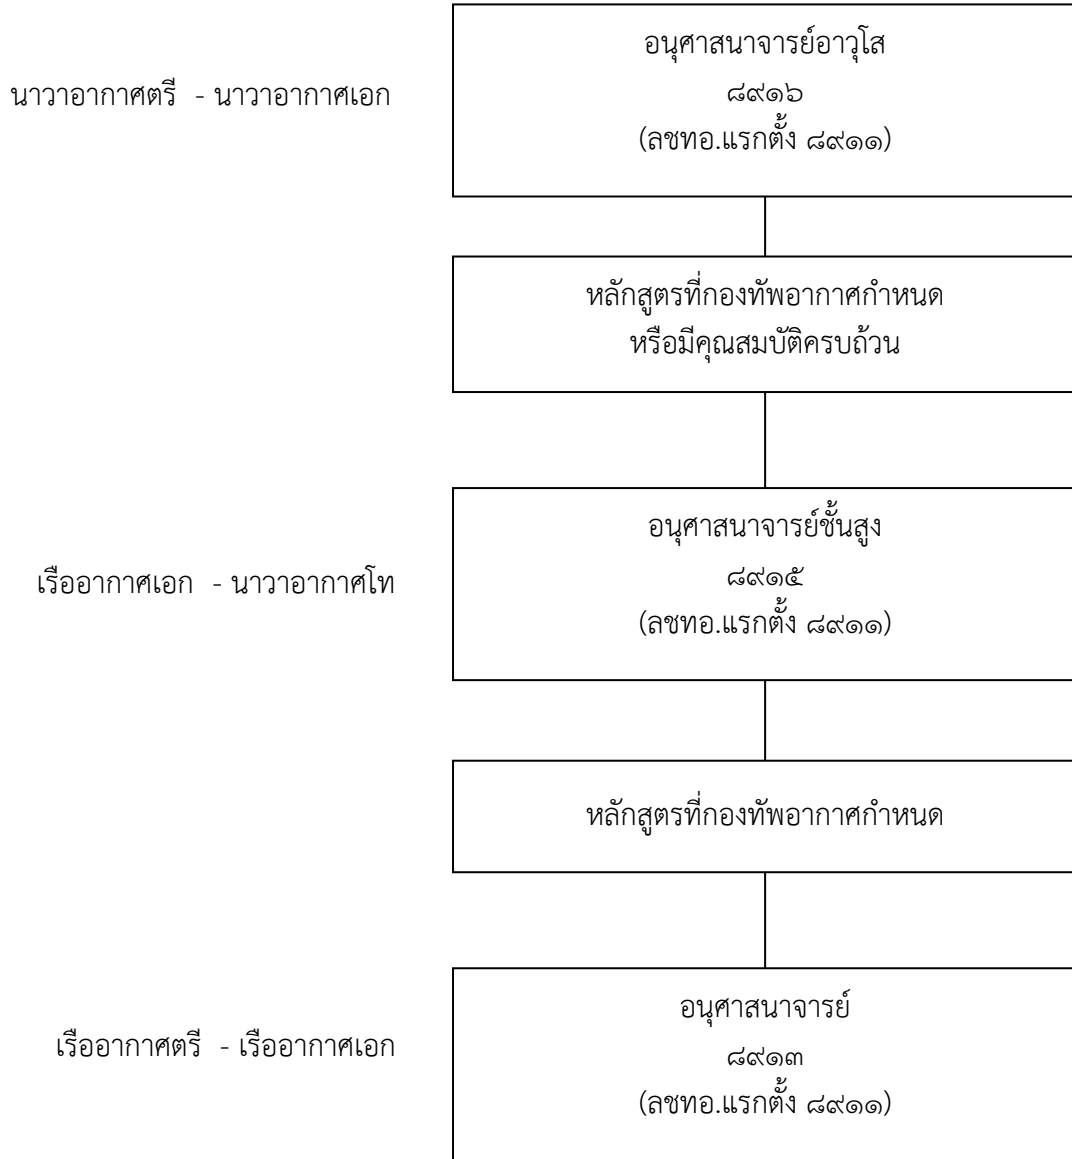 อนุศาสนาจารย์อาวุโส
นาวาอากาศตรี - นาวาอากาศเอก
๘๙๑๖
(ลชทอ.แรกตั้ง ๘๙๑๑)
หลักสูตรที่กองทัพอากาศกำหนด
หรือมีคุณสมบัติครบถ้วน
อนุศาสนาจารย์ชั้นสูง
เรืออากาศเอก - นาวาอากาศโท
๘๙๑๕
(ลชทอ.แรกตั้ง ๘๙๑๑)
หลักสูตรที่กองทัพอากาศกำหนด
อนุศาสนาจารย์
เรืออากาศตรี - เรืออากาศเอก
๘๙๑๓
(ลชทอ.แรกตั้ง ๘๙๑๑)